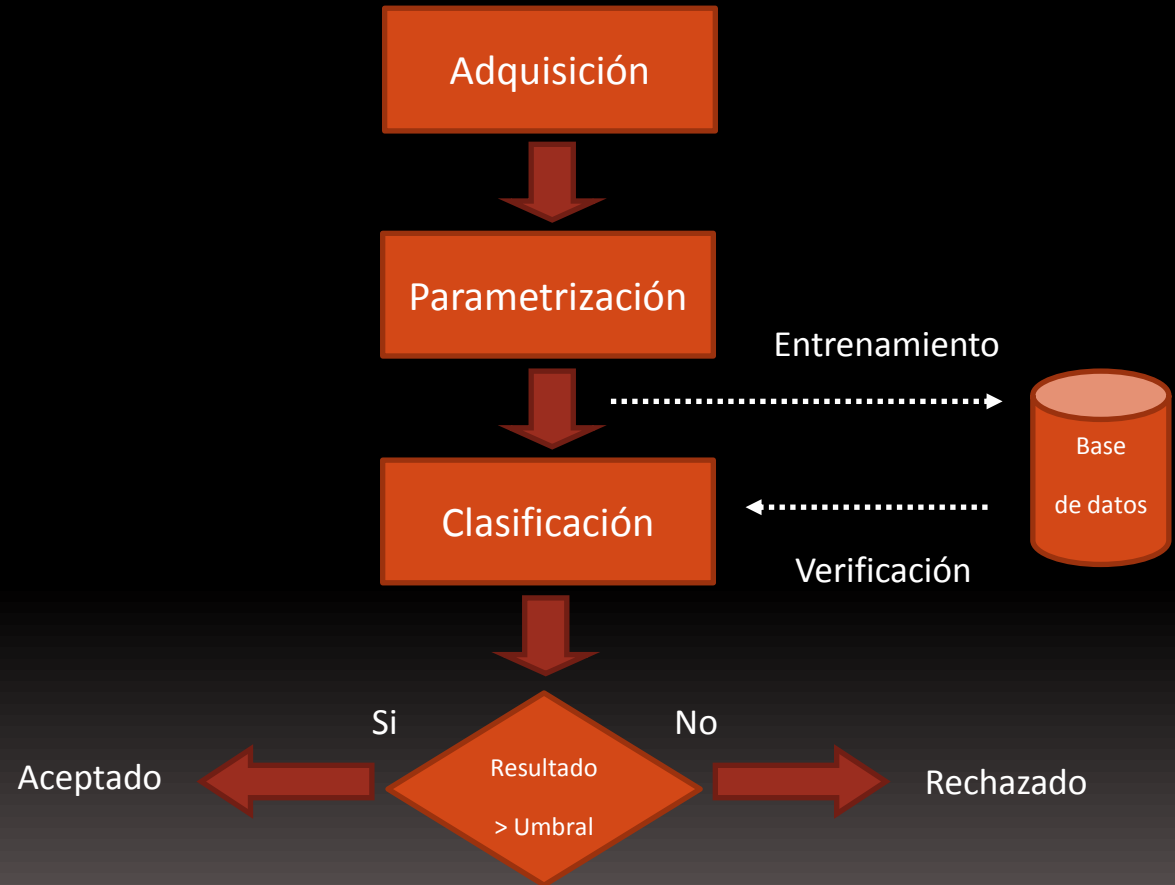 Adquisición
Parametrización
Entrenamiento
Base
de datos
Clasificación
Verificación
Si
No
Aceptado
Resultado
> Umbral
Rechazado